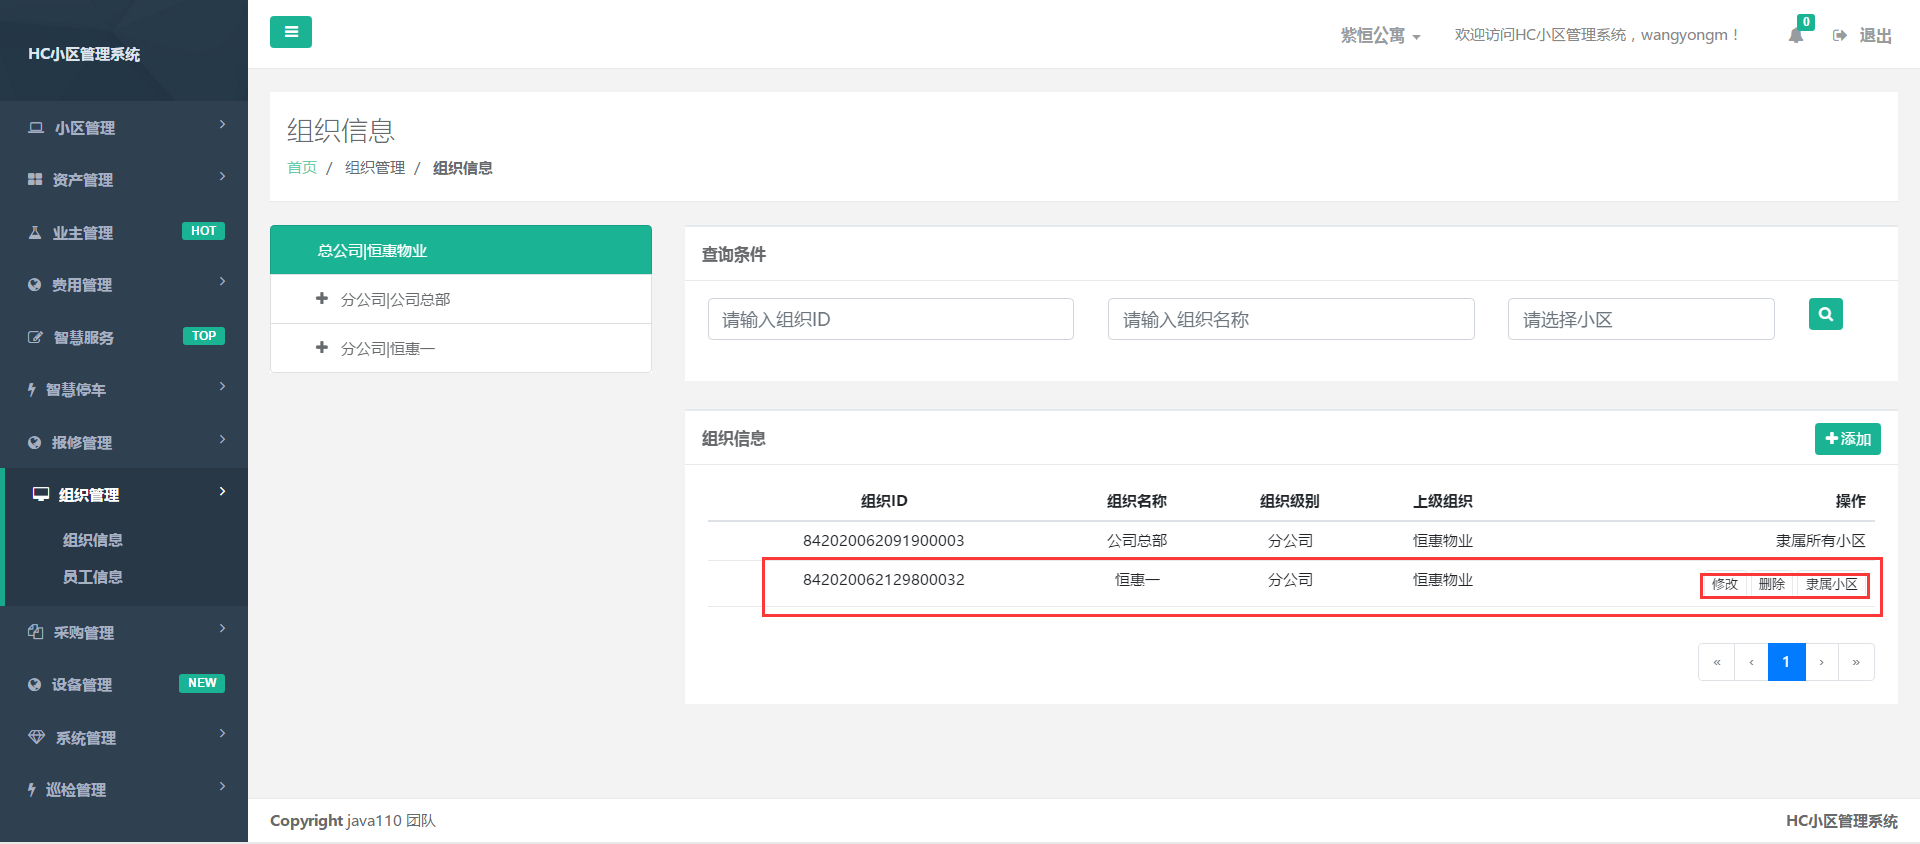 HC小区管理系统
小区管理
资产管理
业主管理 HOT
费用管理
智慧服务 TOP
智慧停车
报修管理
组织管理
组织信息
员工信息
采购管理
设备管理 NEW
系统管理
巡检管理
紫恒公寓 欢迎访问HC小区管理系统，wangyongm！ 0 退出
组织信息
首页 / 组织管理 / 组织信息
总公司|恒惠物业
分公司|公司总部
分公司|恒惠一
查询条件
请输入组织ID 请输入组织名称 请选择小区
组织信息 添加
组织ID 组织名称 组织级别 上级组织 操作
842020062091900003 公司总部 分公司 恒惠物业 隶属所有小区
842020062129800032 恒惠一 分公司 恒惠物业 修改 删除 隶属小区
« ‹ 1 › »
Copyright java110 团队 HC小区管理系统